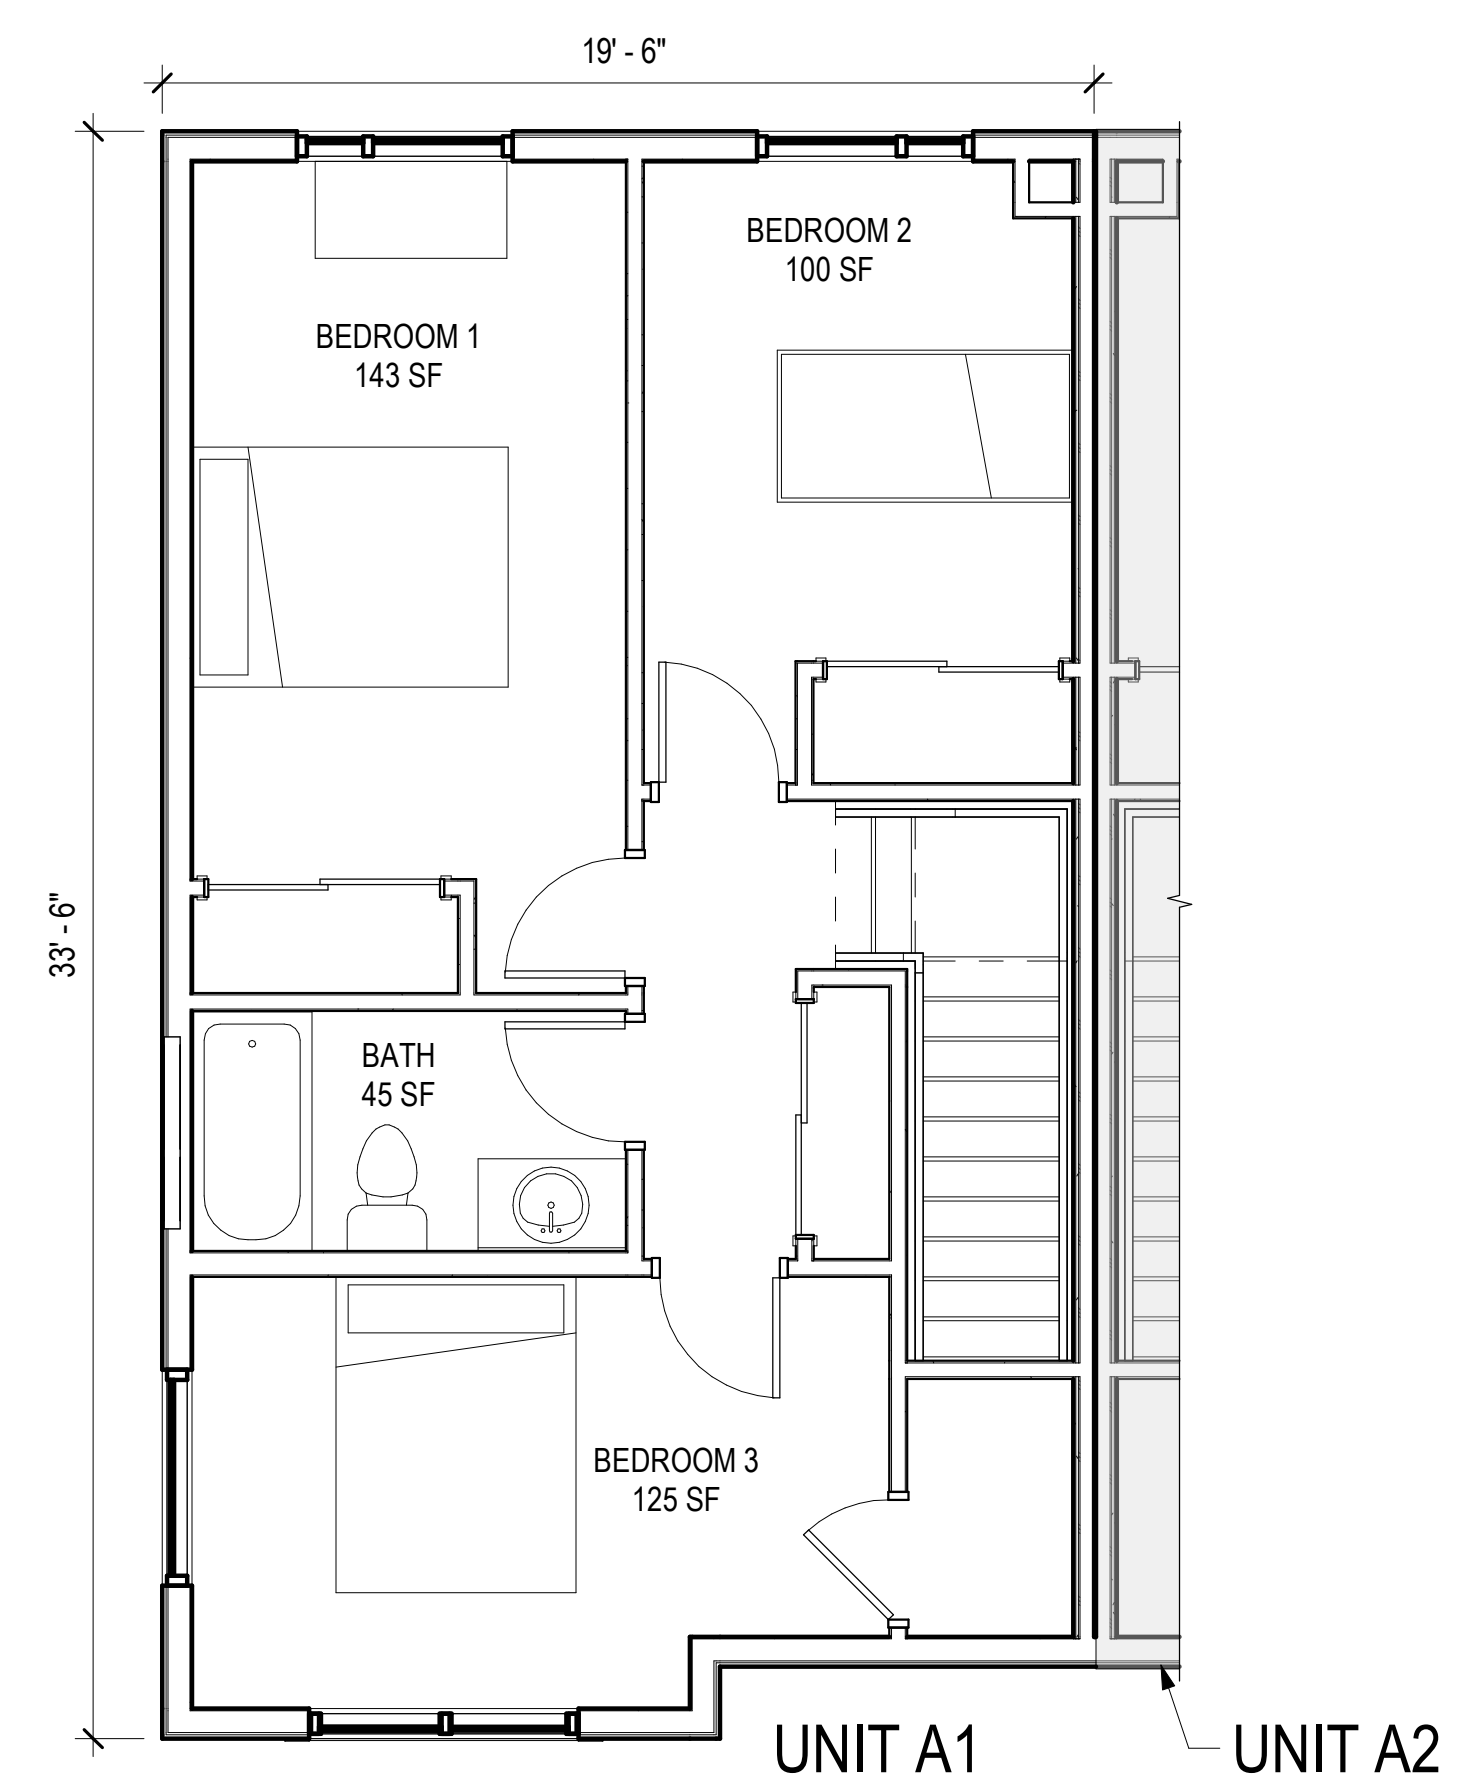 19' - 6"
BEDROOM 2
100 SF
BEDROOM 1
143 SF
33' - 6"
BATH
45 SF
BEDROOM 3
125 SF
UNIT A1
UNIT A2